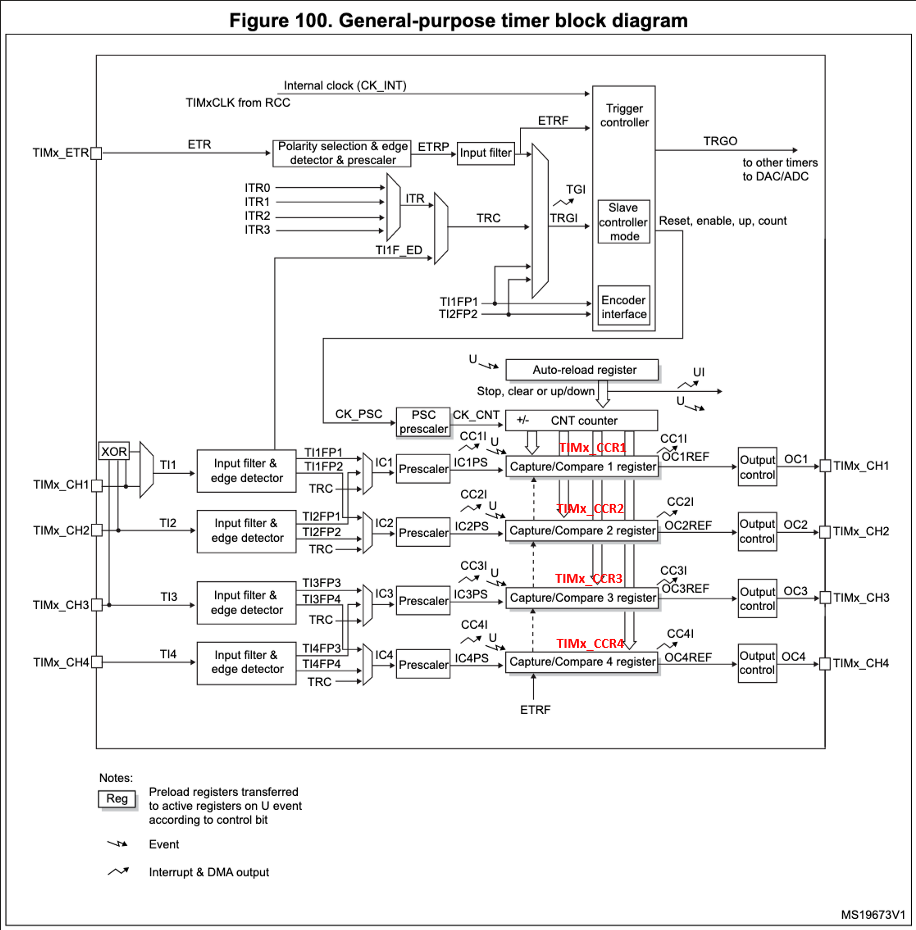 Figure 100. General-purpose timer block diagram
Internal clock (CK_INT)
TIMxCLK from RCC
Trigger
controller
ETRF
TIMx_ETR
ETR
Polarity selection & edge
detector & prescaler
ETRP
Input filter
TRGO
to other timers
to DAC/ADC
ITR0
ITR1
ITR2
ITR3
ITR
TRC
TGI
TRGI
Slave
controller
mode
Reset, enable, up, count
TI1F_ED
TI1FP1
TI2FP2
Encoder
interface
U
Auto-reload register
UI
Stop, clear or up/down
U
CK_PSC
PSC
prescaler
CK_CNT
+/-
CNT counter
XOR
TI1
TIMx_CH1
Input filter &
edge detector
TI1FP1
TI1FP2
TRC
IC1
Prescaler
IC1PS
CC1I
U
TIMx_CCR1
Capture/Compare 1 register
CC1I
OC1REF
Output
control
OC1
TIMx_CH1
TIMx_CH2
TI2
Input filter &
edge detector
TI2FP1
TI2FP2
TRC
IC2
Prescaler
IC2PS
CC2I
U
TIMx_CCR2
Capture/Compare 2 register
CC2I
OC2REF
Output
control
OC2
TIMx_CH2
TIMx_CH3
TI3
Input filter &
edge detector
TI3FP3
TI3FP4
TRC
IC3
Prescaler
IC3PS
CC3I
U
TIMx_CCR3
Capture/Compare 3 register
CC3I
OC3REF
Output
control
OC3
TIMx_CH3
TIMx_CH4
TI4
Input filter &
edge detector
TI4FP3
TI4FP4
TRC
IC4
Prescaler
IC4PS
CC4I
U
TIMx_CCR4
Capture/Compare 4 register
CC4I
OC4REF
Output
control
OC4
TIMx_CH4
ETRF
Notes:
Reg
Preload registers transferred
to active registers on U event
according to control bit
Event
Interrupt & DMA output
MS19673V1